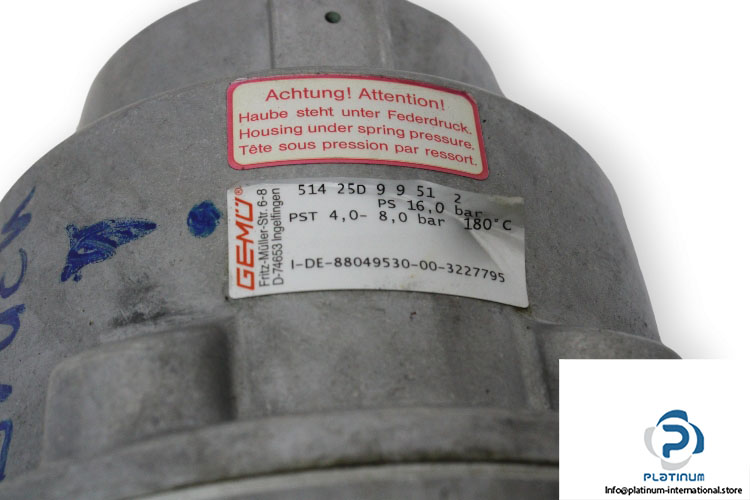 Achtung! Attention!
Haube steht unter Federdruck.
Housing under spring pressure.
Tête sous pression par ressort.
GEMÜ®
Fritz-Müller-Str. 6-8
D-74653 Ingelfingen
514 25D 9 9 51 2
PS 16,0 bar
PST 4,0- 8,0 bar 180°C
I-DE-88049530-00-3227795
PLATINUM
Info@platinum-international.store